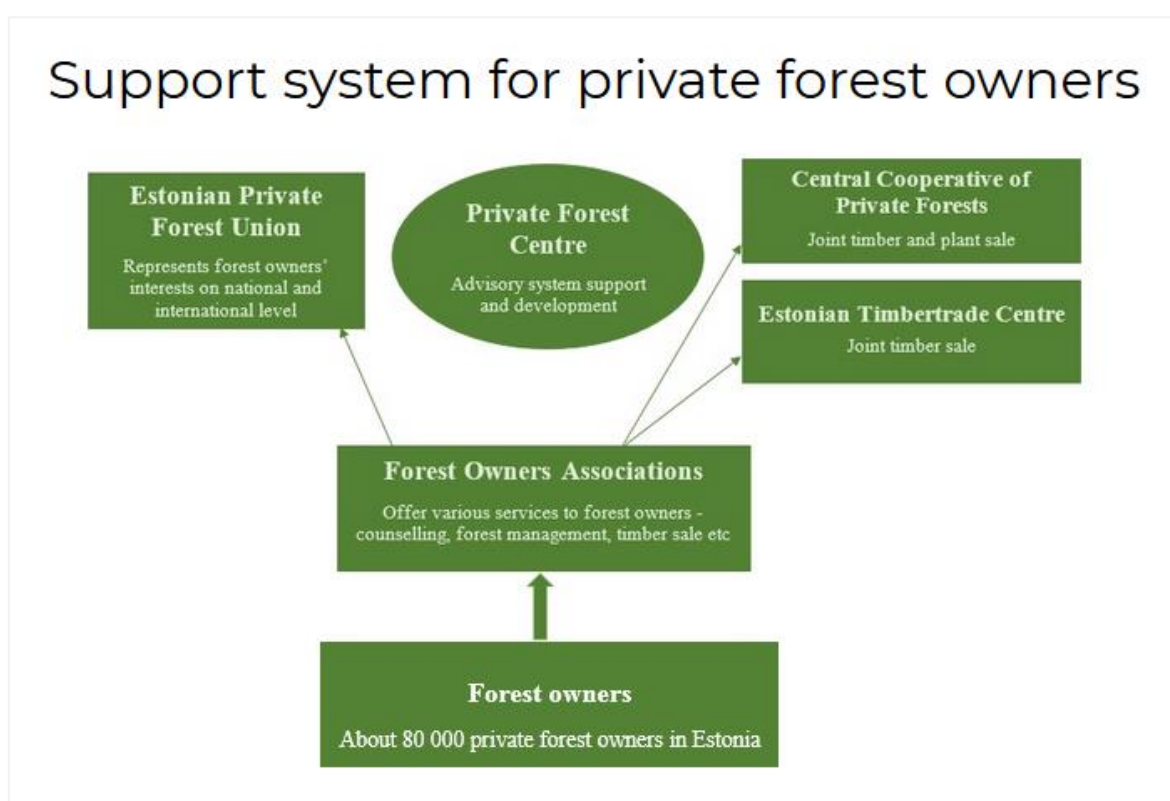 Support system for private forest owners
Estonian Private
Forest Union
Represents forest owners'
interests on national and
international level
Private Forest
Centre
Advisory system support
and development
Central Cooperative of
Private Forests
Joint timber and plant sale
Estonian Timbertrade Centre
Joint timber sale
Forest Owners Associations
Offer various services to forest owners -
counselling, forest management, timber sale etc
Forest owners
About 80 000 private forest owners in Estonia